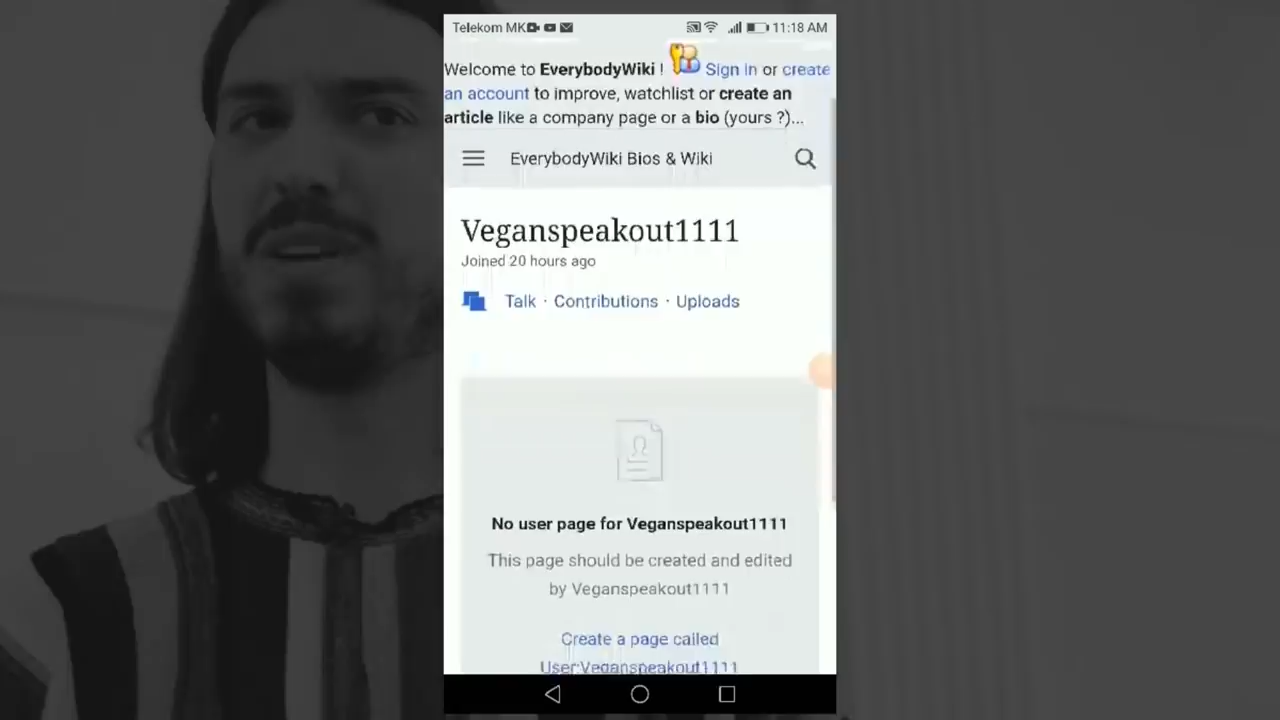 Telekom MK 11:18 AM
Welcome to EverybodyWiki ! Sign in or create
an account to improve, watchlist or create an
article like a company page or a bio (yours ?)...
EverybodyWiki Bios & Wiki
Veganspeakout1111
Joined 20 hours ago
Talk · Contributions · Uploads
No user page for Veganspeakout1111
This page should be created and edited
by Veganspeakout1111
Create a page called
User:Veganspeakout1111